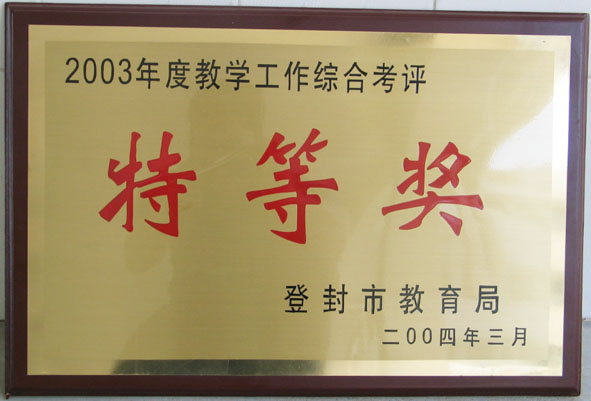 2003年度教学工作综合考评
特等奖
登封市教育局
二00四年三月